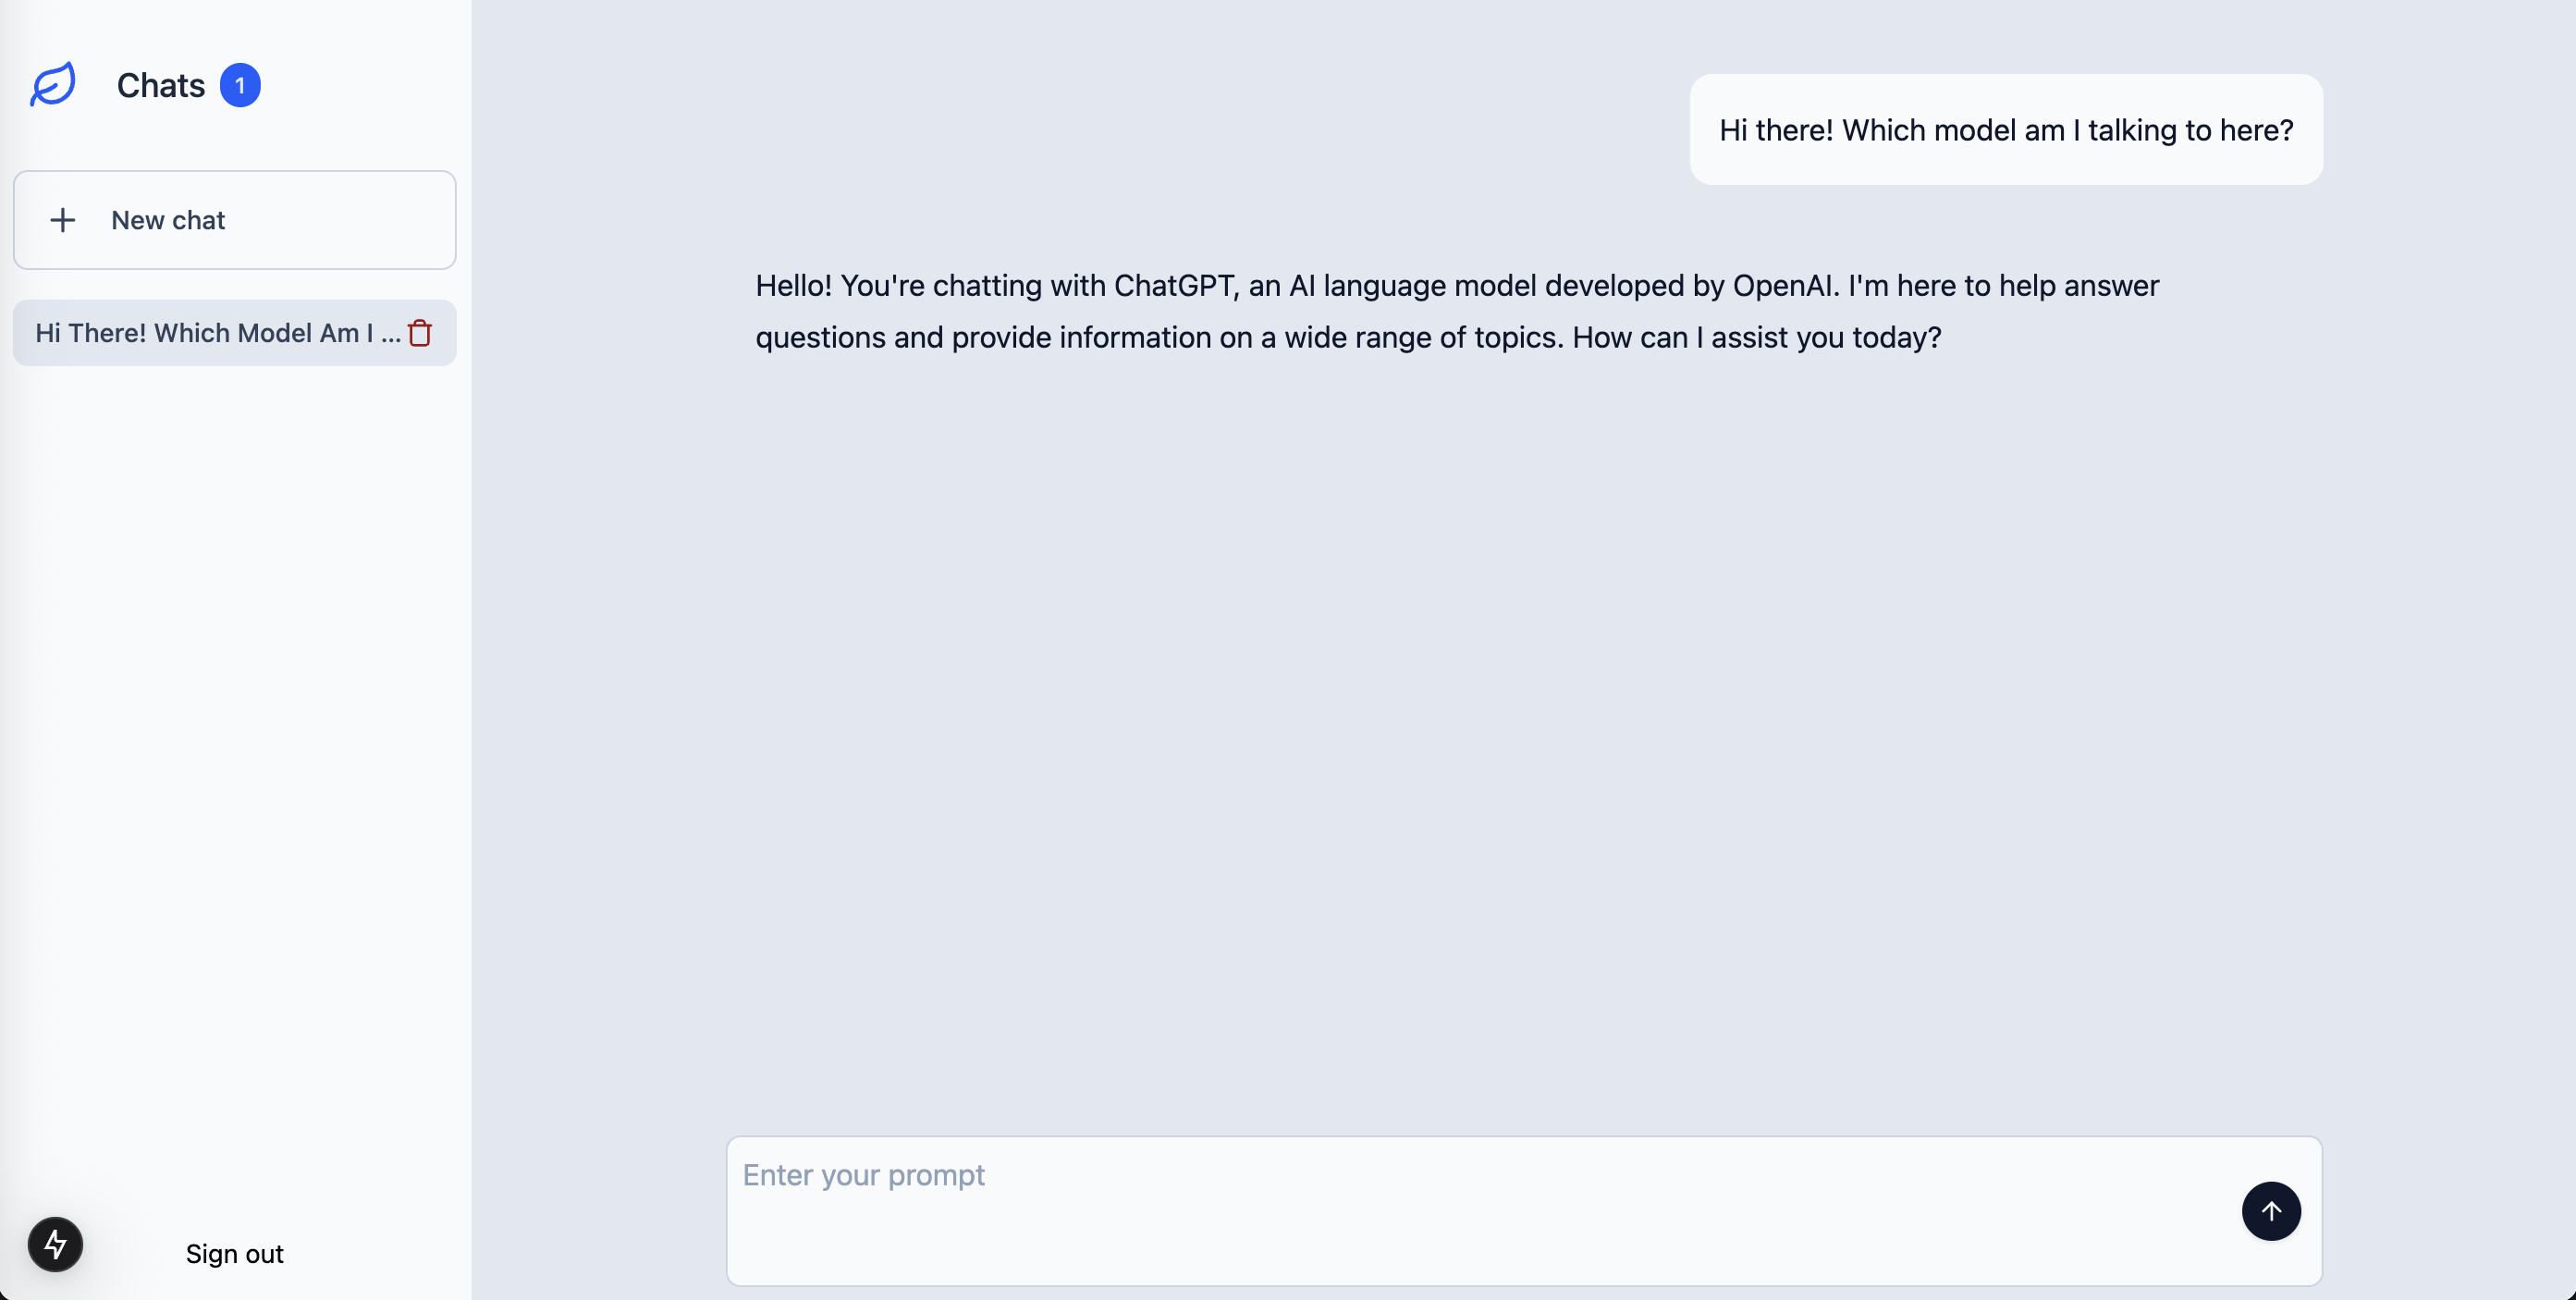 Chats 1
New chat
Hi There! Which Model Am I ...
Sign out
Hi there! Which model am I talking to here?
Hello! You're chatting with ChatGPT, an AI language model developed by OpenAI. I'm here to help answer
questions and provide information on a wide range of topics. How can I assist you today?
Enter your prompt